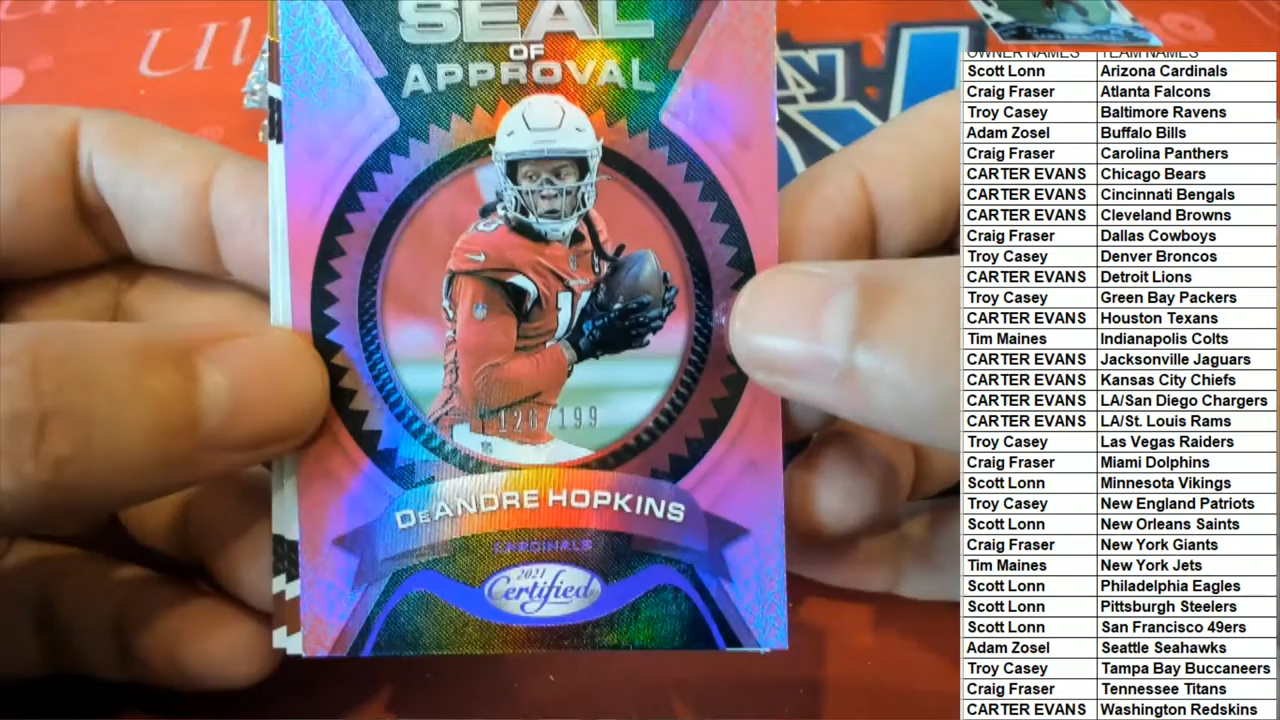 SEAL
OF
APPROVAL
120/199
DeANDRE HOPKINS
CARDINALS
2021
Certified
OWNER NAMES TEAM NAMES
Scott Lonn Arizona Cardinals
Craig Fraser Atlanta Falcons
Troy Casey Baltimore Ravens
Adam Zosel Buffalo Bills
Craig Fraser Carolina Panthers
CARTER EVANS Chicago Bears
CARTER EVANS Cincinnati Bengals
CARTER EVANS Cleveland Browns
Craig Fraser Dallas Cowboys
Troy Casey Denver Broncos
CARTER EVANS Detroit Lions
Troy Casey Green Bay Packers
CARTER EVANS Houston Texans
Tim Maines Indianapolis Colts
CARTER EVANS Jacksonville Jaguars
CARTER EVANS Kansas City Chiefs
CARTER EVANS LA/San Diego Chargers
CARTER EVANS LA/St. Louis Rams
Troy Casey Las Vegas Raiders
Craig Fraser Miami Dolphins
Scott Lonn Minnesota Vikings
Troy Casey New England Patriots
Scott Lonn New Orleans Saints
Craig Fraser New York Giants
Tim Maines New York Jets
Scott Lonn Philadelphia Eagles
Scott Lonn Pittsburgh Steelers
Scott Lonn San Francisco 49ers
Adam Zosel Seattle Seahawks
Troy Casey Tampa Bay Buccaneers
Craig Fraser Tennessee Titans
CARTER EVANS Washington Redskins